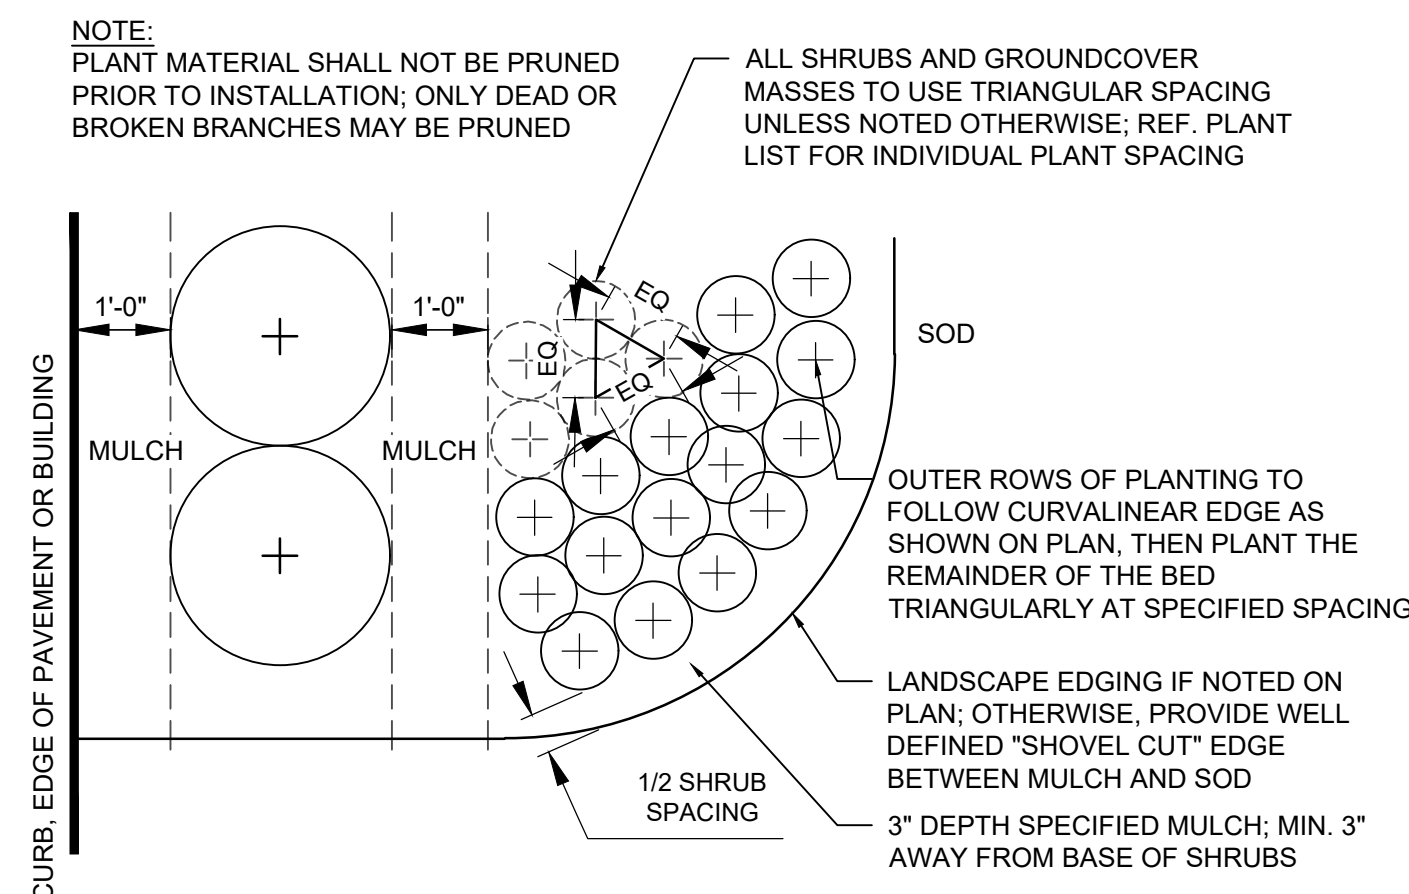 NOTE:
PLANT MATERIAL SHALL NOT BE PRUNED
PRIOR TO INSTALLATION; ONLY DEAD OR
BROKEN BRANCHES MAY BE PRUNED
ALL SHRUBS AND GROUNDCOVER
MASSES TO USE TRIANGULAR SPACING
UNLESS NOTED OTHERWISE; REF. PLANT
LIST FOR INDIVIDUAL PLANT SPACING
CURB, EDGE OF PAVEMENT OR BUILDING
1'-0"
1'-0"
MULCH
MULCH
EQ
EQ
EQ
SOD
OUTER ROWS OF PLANTING TO
FOLLOW CURVALINEAR EDGE AS
SHOWN ON PLAN, THEN PLANT THE
REMAINDER OF THE BED
TRIANGULARLY AT SPECIFIED SPACING
LANDSCAPE EDGING IF NOTED ON
PLAN; OTHERWISE, PROVIDE WELL
DEFINED "SHOVEL CUT" EDGE
BETWEEN MULCH AND SOD
1/2 SHRUB
SPACING
3" DEPTH SPECIFIED MULCH; MIN. 3"
AWAY FROM BASE OF SHRUBS